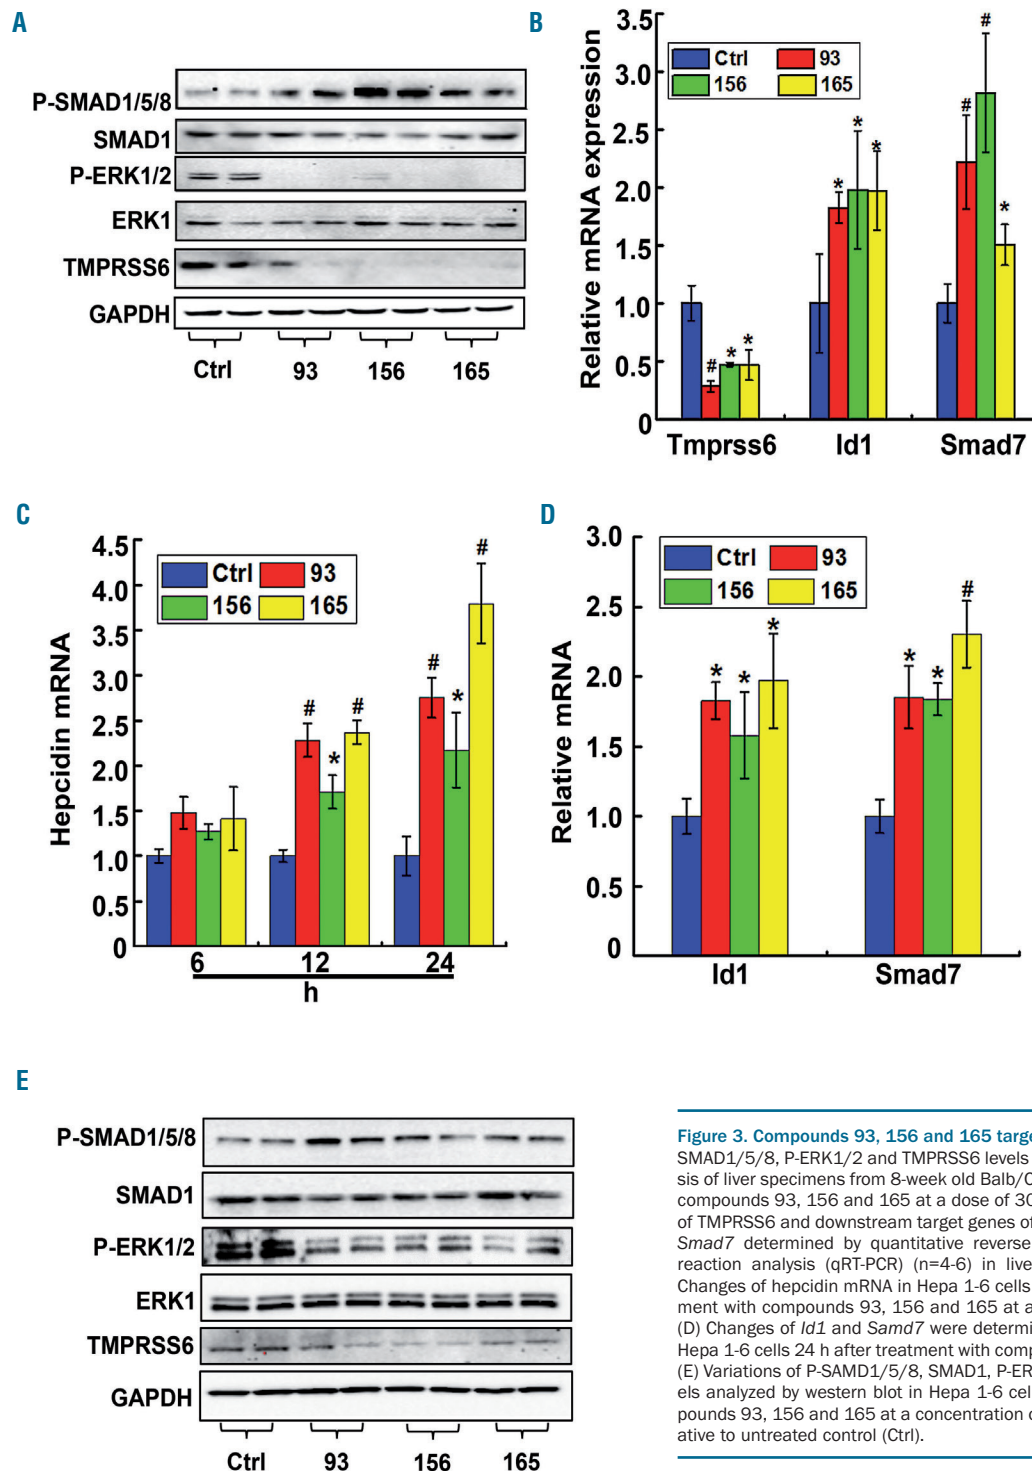 A
P-SMAD1/5/8
SMAD1
P-ERK1/2
ERK1
TMPRSS6
GAPDH
Ctrl 93 156 165
B
Relative mRNA expression
3.5
3.0
2.5
2.0
1.5
1.0
0.5
0
Ctrl 93
156 165
# * * * * * # # *
Tmprss6 Id1 Smad7
C
Hepcidin mRNA
4.5
4.0
3.5
3.0
2.5
2.0
1.5
1.0
0.5
0
Ctrl 93
156 165
# * # # * #
6 12 24
h
D
Relative mRNA
3.0
2.5
2.0
1.5
1.0
0.5
0
Ctrl 93
156 165
* * * * * #
Id1 Smad7
E
P-SMAD1/5/8
SMAD1
P-ERK1/2
ERK1
TMPRSS6
GAPDH
Ctrl 93 156 165
Figure 3. Compounds 93, 156 and 165 targe
SMAD1/5/8, P-ERK1/2 and TMPRSS6 levels
sis of liver specimens from 8-week old Balb/C
compounds 93, 156 and 165 at a dose of 30
of TMPRSS6 and downstream target genes of
Smad7 determined by quantitative reverse
reaction analysis (qRT-PCR) (n=4-6) in live
Changes of hepcidin mRNA in Hepa 1-6 cells
ment with compounds 93, 156 and 165 at a
(D) Changes of Id1 and Samd7 were determi
Hepa 1-6 cells 24 h after treatment with comp
(E) Variations of P-SAMD1/5/8, SMAD1, P-ER
els analyzed by western blot in Hepa 1-6 cel
pounds 93, 156 and 165 at a concentration o
ative to untreated control (Ctrl).